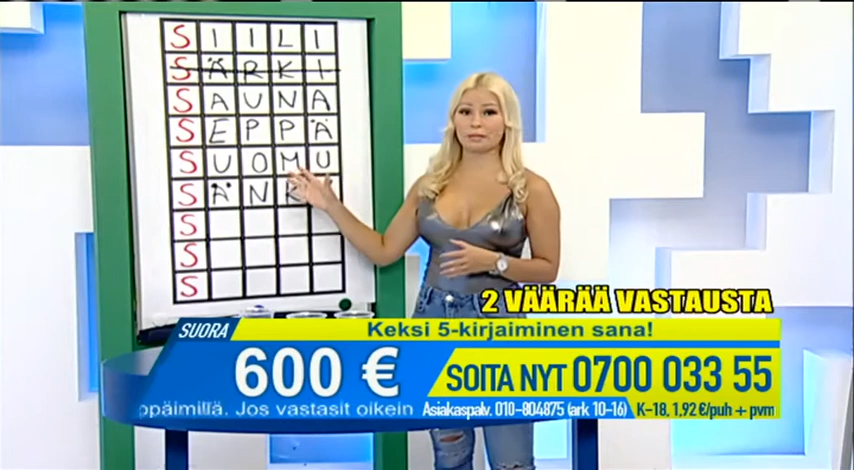 SIILI
SÄRKI
SAUNA
SEPPÄ
SUOMU
SÄNK
S
S
S
2 VÄÄRÄÄ VASTAUSTA
SUORA
Keksi 5-kirjaiminen sana!
600 €
SOITA NYT 0700 033 55
ppäimillä. Jos vastasit oikein
Asiakaspalv. 010-804875 (ark 10-16)
K-18, 1,92 €/puh + pvm